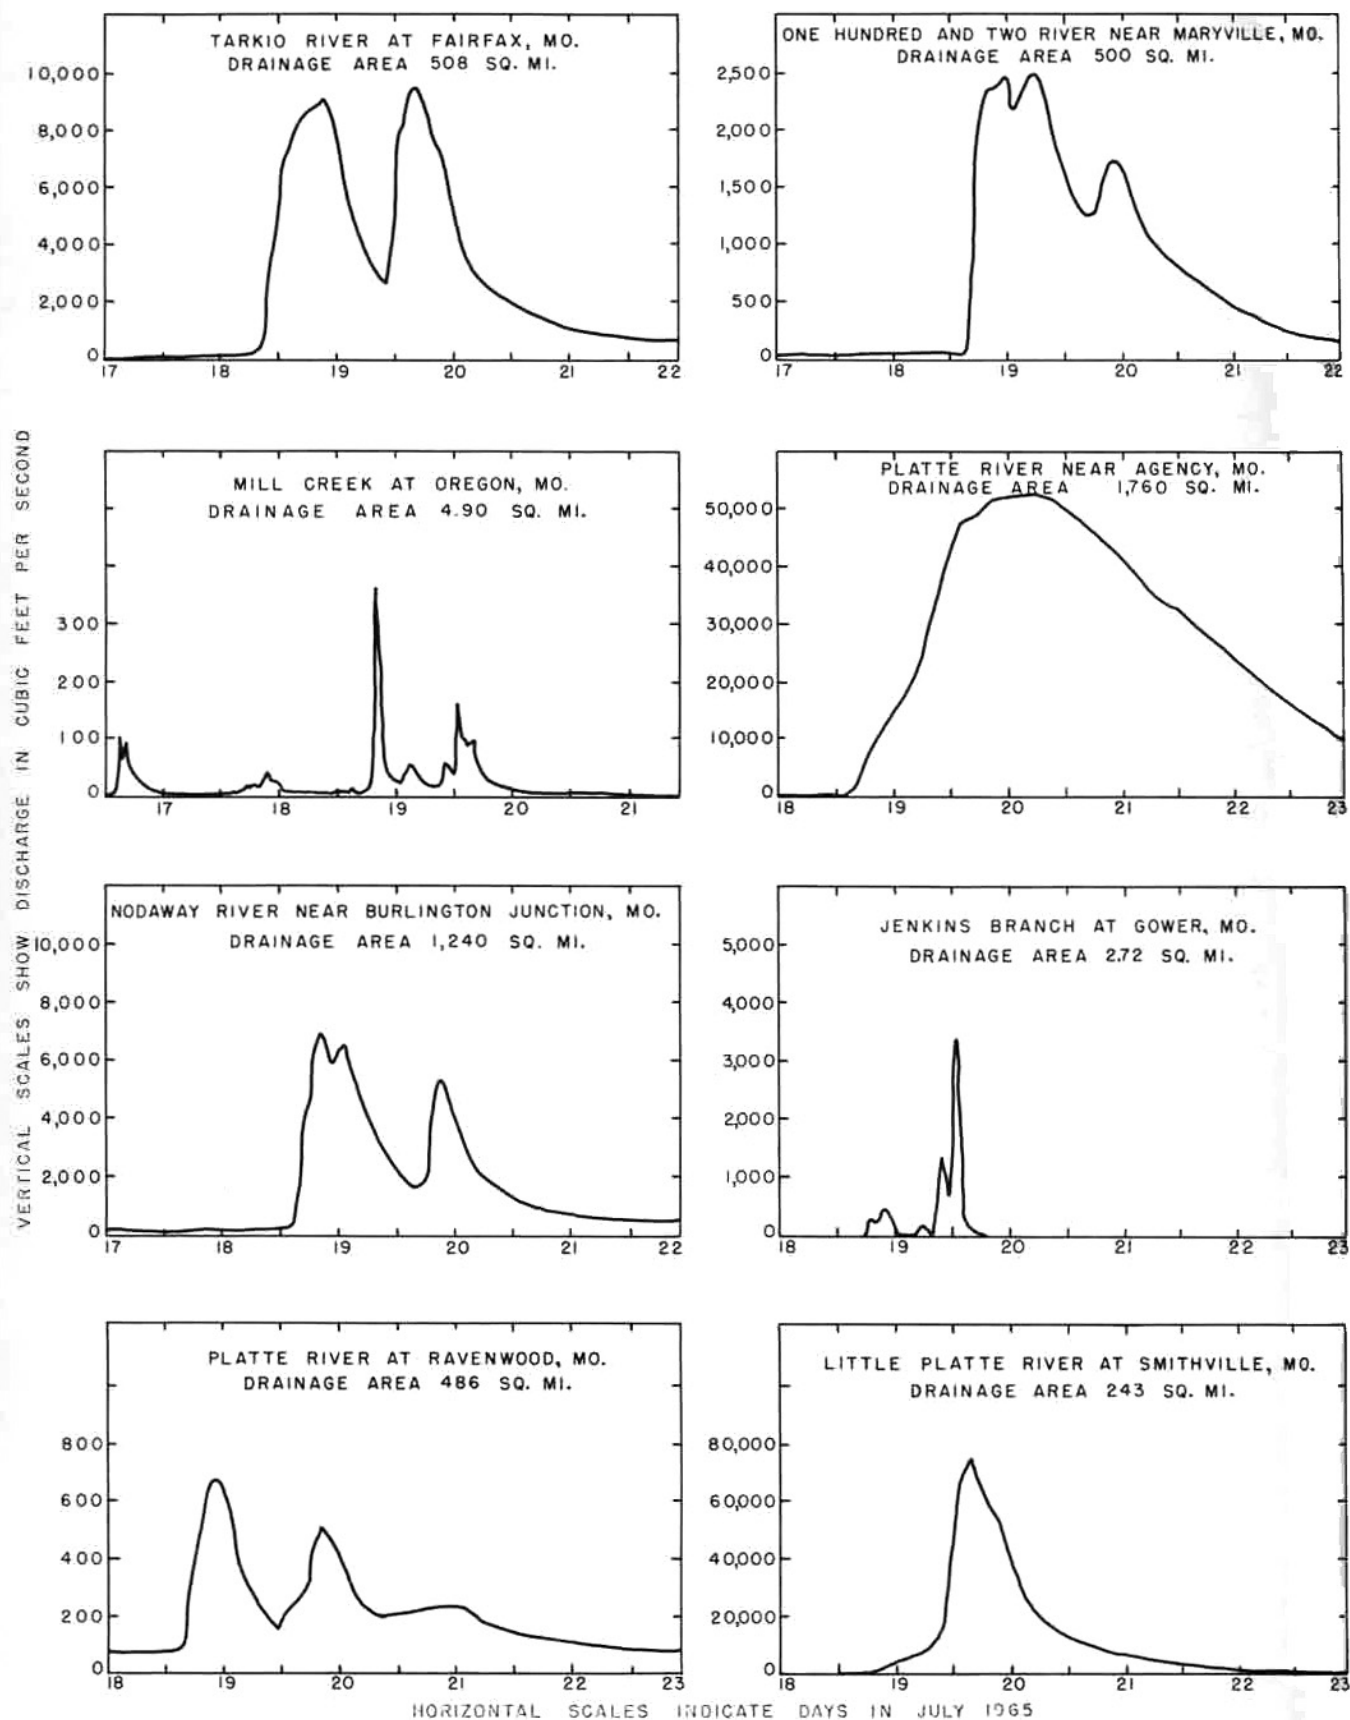 TARKIO RIVER AT FAIRFAX, MO.
DRAINAGE AREA 508 SQ. MI.
10,000
8,000
6,000
4,000
2,000
0
17 18 19 20 21 22
ONE HUNDRED AND TWO RIVER NEAR MARYVILLE, MO.
DRAINAGE AREA 500 SQ. MI.
2,500
2,000
1,500
1,000
500
0
17 18 19 20 21 22
VERTICAL SCALES SHOW DISCHARGE IN CUBIC FEET PER SECOND
MILL CREEK AT OREGON, MO.
DRAINAGE AREA 4.90 SQ. MI.
300
200
100
0
17 18 19 20 21
PLATTE RIVER NEAR AGENCY, MO.
DRAINAGE AREA 1,760 SQ. MI.
50,000
40,000
30,000
20,000
10,000
0
18 19 20 21 22 23
NODAWAY RIVER NEAR BURLINGTON JUNCTION, MO.
DRAINAGE AREA 1,240 SQ. MI.
10,000
8,000
6,000
4,000
2,000
0
17 18 19 20 21 22
JENKINS BRANCH AT GOWER, MO.
DRAINAGE AREA 2.72 SQ. MI.
5,000
4,000
3,000
2,000
1,000
0
18 19 20 21 22 23
PLATTE RIVER AT RAVENWOOD, MO.
DRAINAGE AREA 486 SQ. MI.
800
600
400
200
0
18 19 20 21 22 23
LITTLE PLATTE RIVER AT SMITHVILLE, MO.
DRAINAGE AREA 243 SQ. MI.
80,000
60,000
40,000
20,000
0
18 19 20 21 22 23
HORIZONTAL SCALES INDICATE DAYS IN JULY 1965